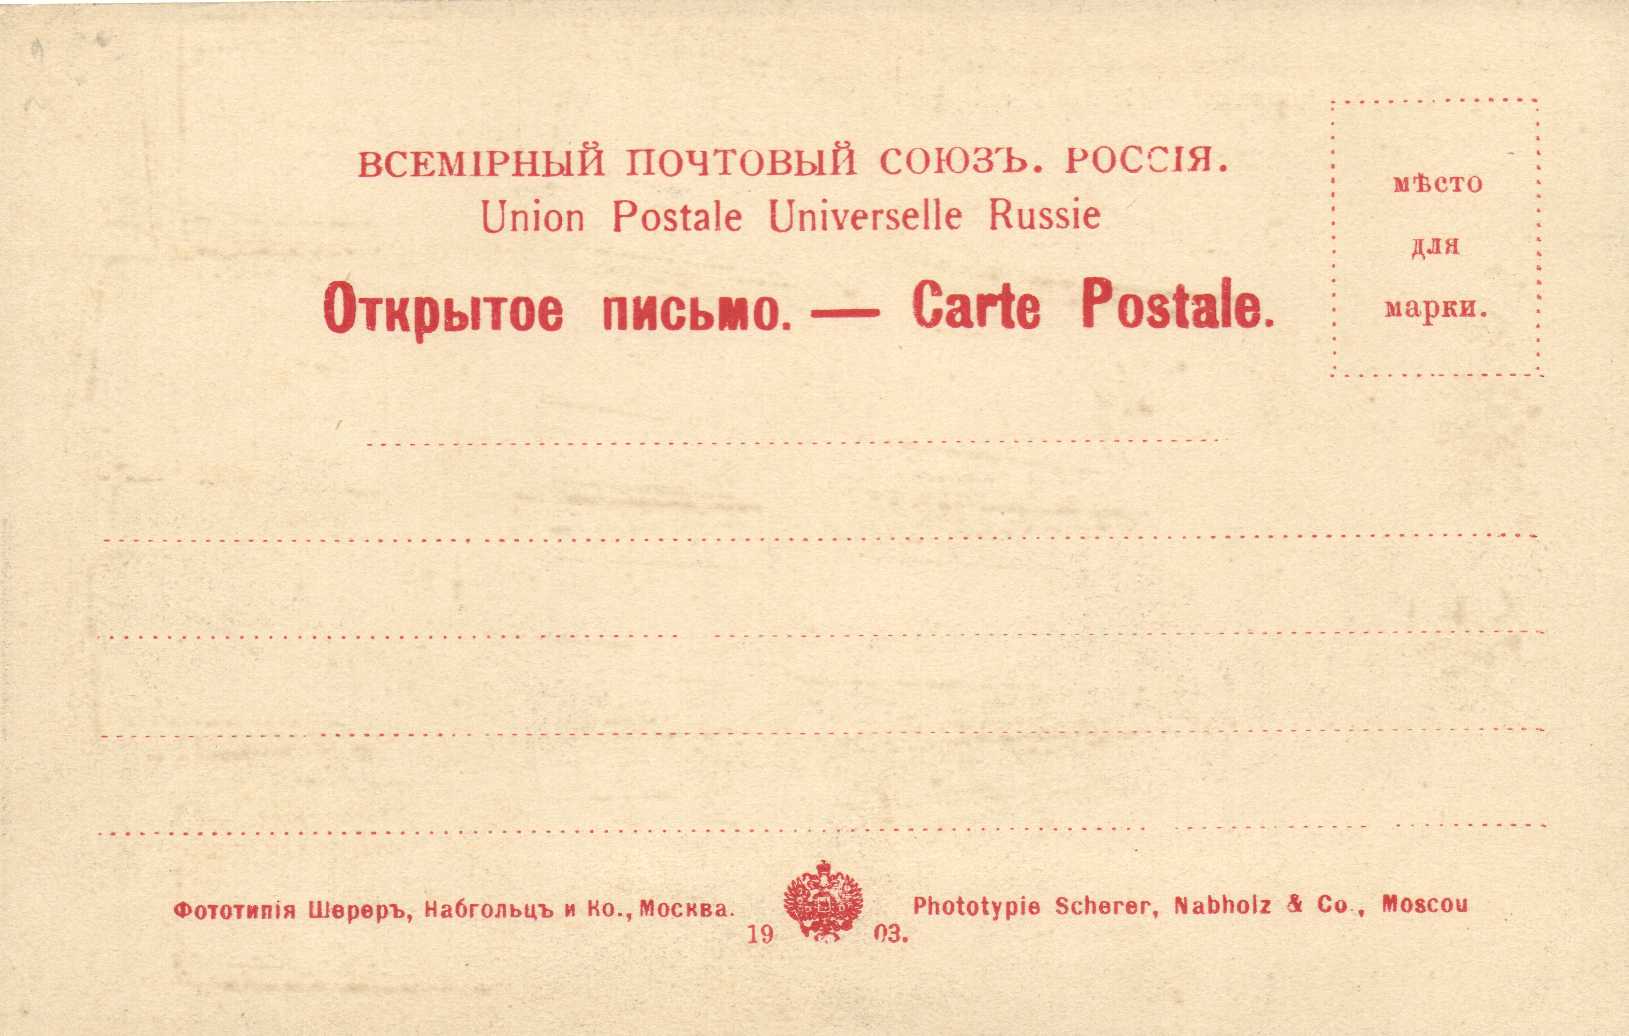 ВСЕМІРНЫЙ ПОЧТОВЫЙ СОЮЗЪ. РОССІЯ.
Union Postale Universelle Russie
Открытое письмо. — Carte Postale.
мѣсто
для
марки.
Фототипія Шереръ, Набгольцъ и Ко., Москва.
19 03.
Phototypie Scherer, Nabholz & Co., Moscou